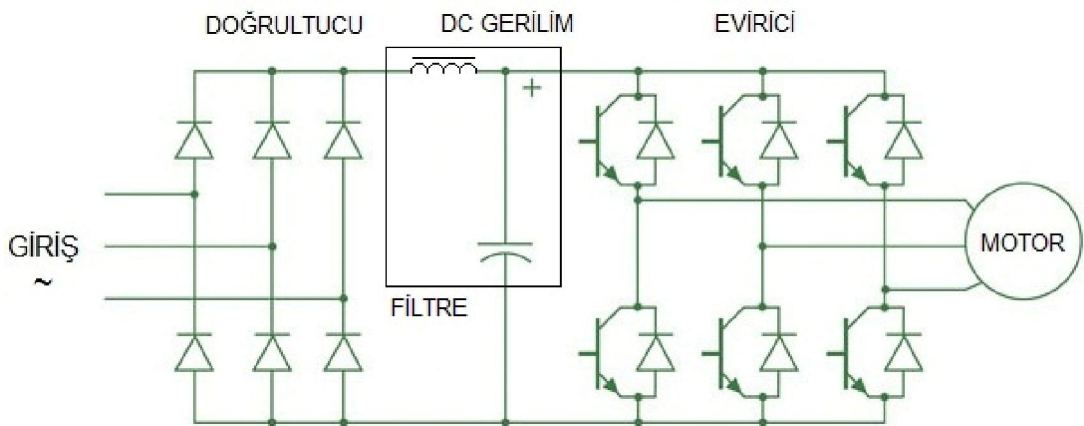 DOĞRULTUCU
DC GERİLİM
EVİRİCİ
+
GİRİŞ
~
MOTOR
FİLTRE